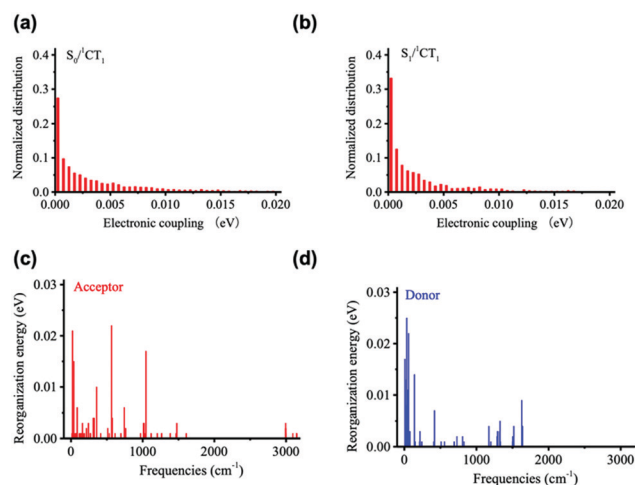 (a)
S₀/¹CT₁
Normalized distribution
0.4
0.3
0.2
0.1
0.0
0.000 0.005 0.010 0.015 0.020
Electronic coupling (eV)
(b)
S₁/¹CT₁
Normalized distribution
0.4
0.3
0.2
0.1
0.0
0.000 0.005 0.010 0.015 0.020
Electronic coupling (eV)
(c)
Acceptor
Reorganization energy (eV)
0.03
0.02
0.01
0.00
0 1000 2000 3000
Frequencies (cm⁻¹)
(d)
Donor
Reorganization energy (eV)
0.03
0.02
0.01
0.00
0 1000 2000 3000
Frequencies (cm⁻¹)